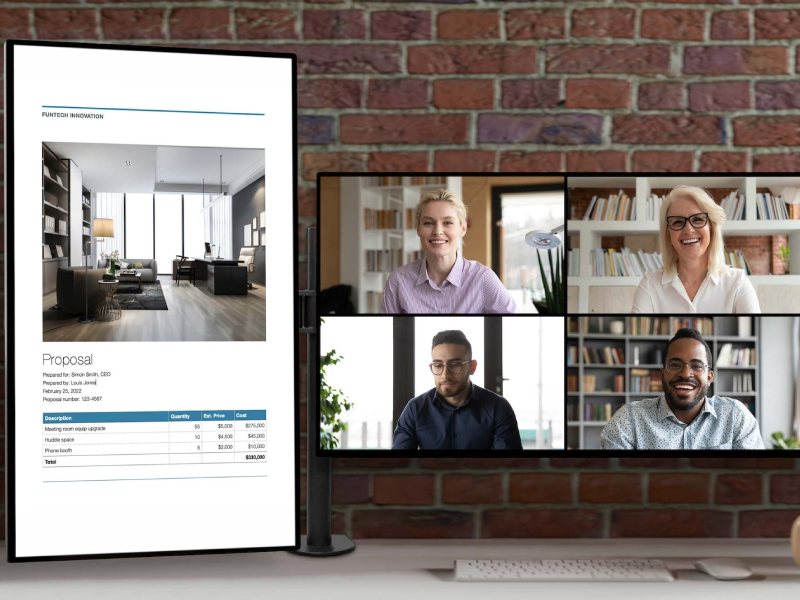 FUNTECH INNOVATION
Proposal
Prepared for: Simon Smith, CEO
Prepared by: Louis Jones
February 25, 2022
Proposal number: 123-4567
Description Quantity Est. Price Cost
Meeting room equip upgrade 55 $5,000 $275,000
Huddle space 10 $4,500 $45,000
Phone booth 5 $2,000 $10,000
Total $330,000